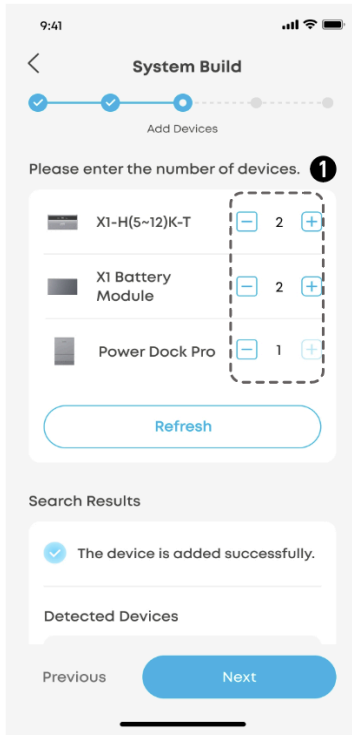 9:41
System Build
Add Devices
Please enter the number of devices. 1
X1-H(5~12)K-T − 2 +
X1 Battery
Module − 2 +
Power Dock Pro − 1 +
Refresh
Search Results
The device is added successfully.
Detected Devices
Previous Next